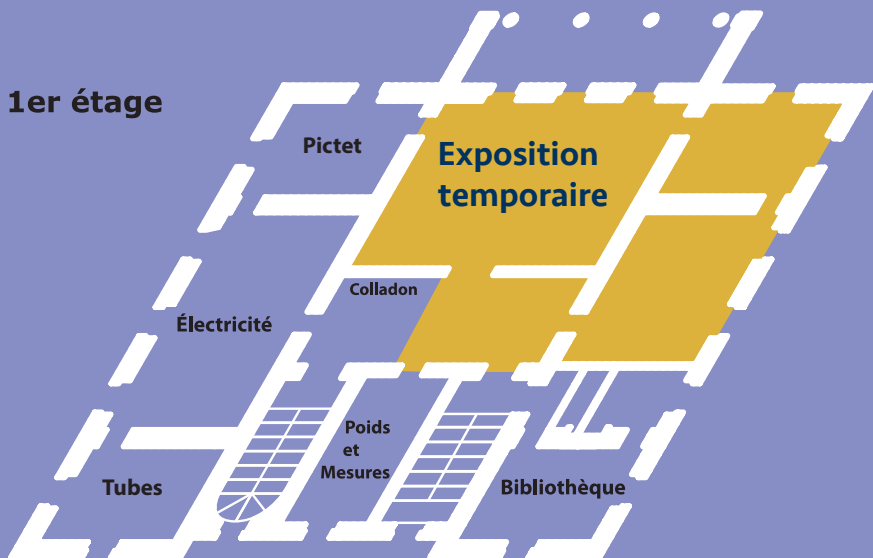 1er étage
Pictet
Exposition
temporaire
Colladon
Électricité
Poids
et
Mesures
Tubes
Bibliothèque